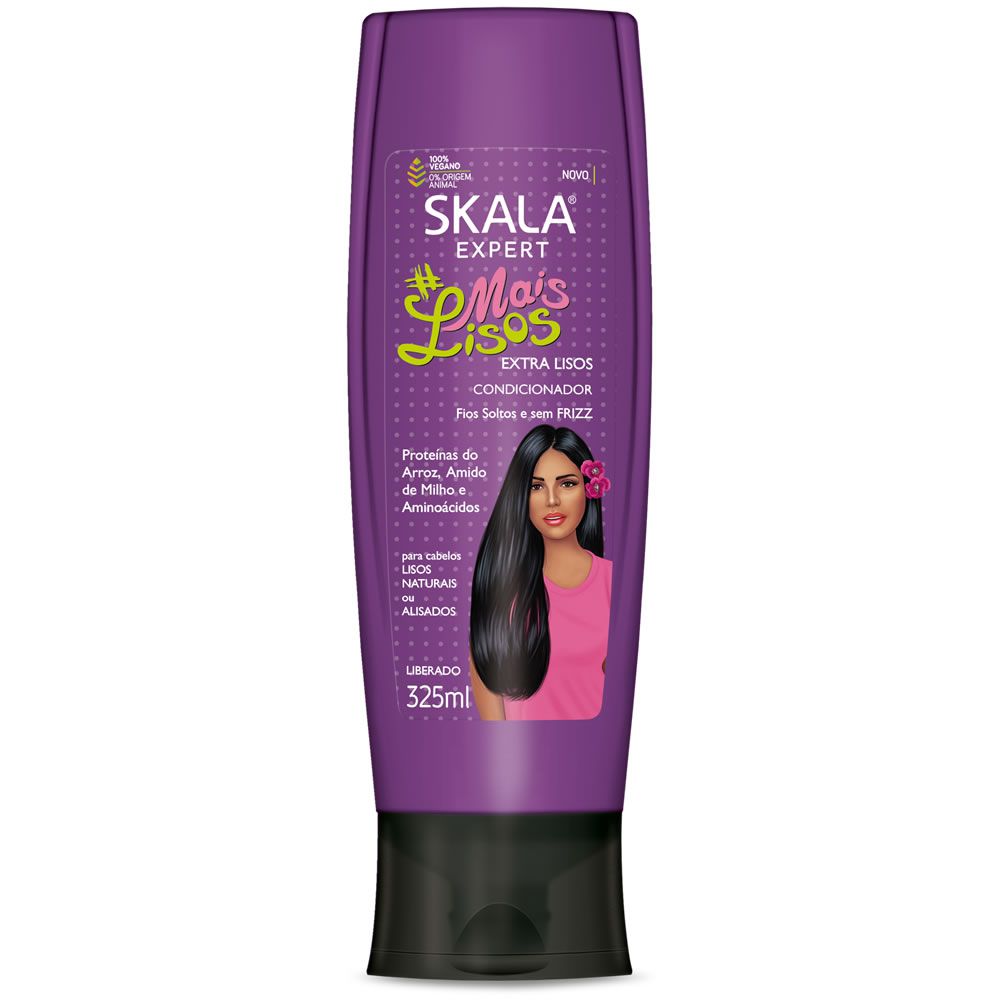 100%
VEGANO
0% ORIGEM
ANIMAL
NOVO
SKALA®
EXPERT
#Mais
Lisos
EXTRA LISOS
CONDICIONADOR
Fios Soltos e sem FRIZZ
Proteínas do
Arroz, Amido
de Milho e
Aminoácidos
para cabelos
LISOS
NATURAIS
ou
ALISADOS
LIBERADO
325ml